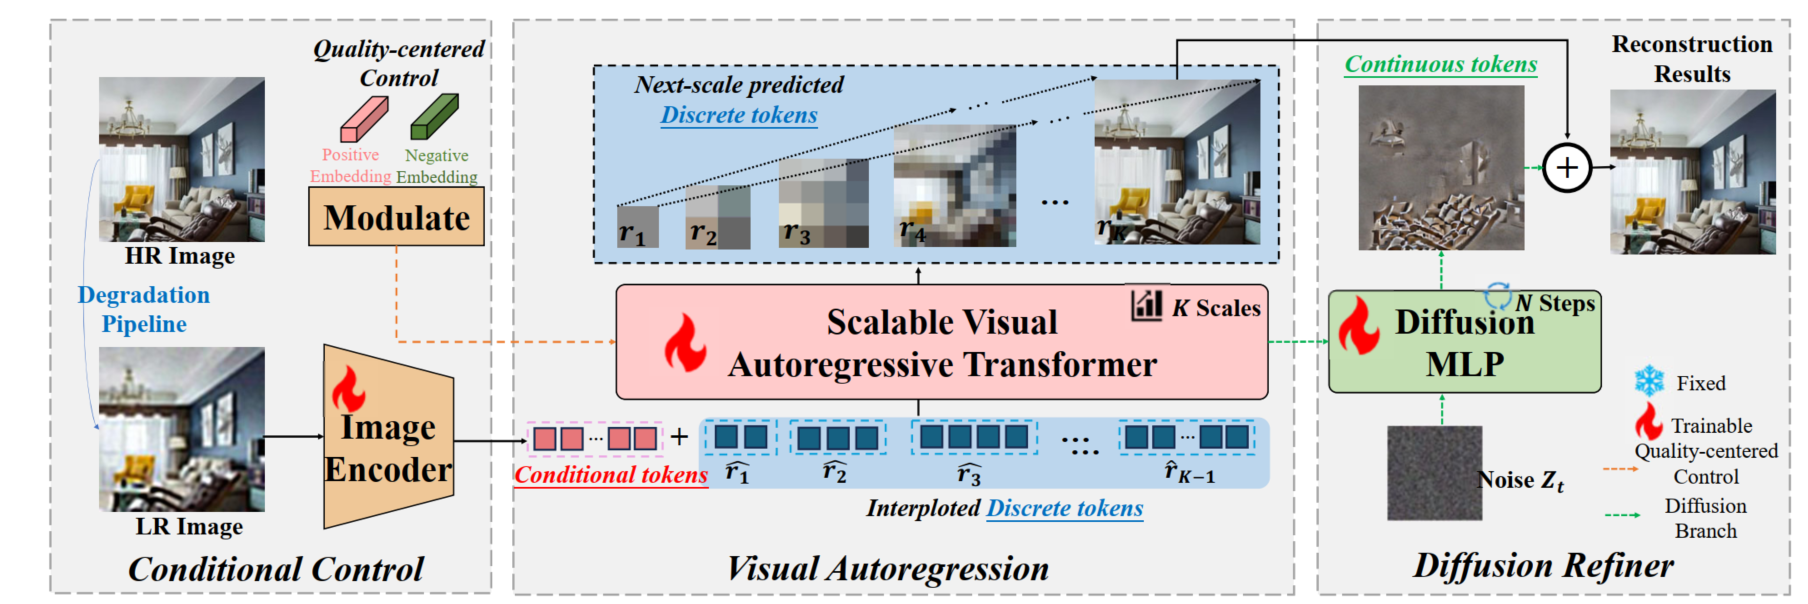 Quality-centered
Control
Positive
Embedding
Negative
Embedding
Modulate
HR Image
Degradation
Pipeline
LR Image
Image
Encoder
Conditional Control
Next-scale predicted
Discrete tokens
r_1
r_2
r_3
r_4
...
r_K
Scalable Visual
Autoregressive Transformer
K Scales
...
+
...
...
Conditional tokens
\hat{r_1}
\hat{r_2}
\hat{r_3}
\hat{r}_{K-1}
Interploted Discrete tokens
Visual Autoregression
Continuous tokens
Reconstruction
Results
+
N Steps
Diffusion
MLP
Noise Z_t
Fixed
Trainable
Quality-centered
Control
Diffusion
Branch
Diffusion Refiner